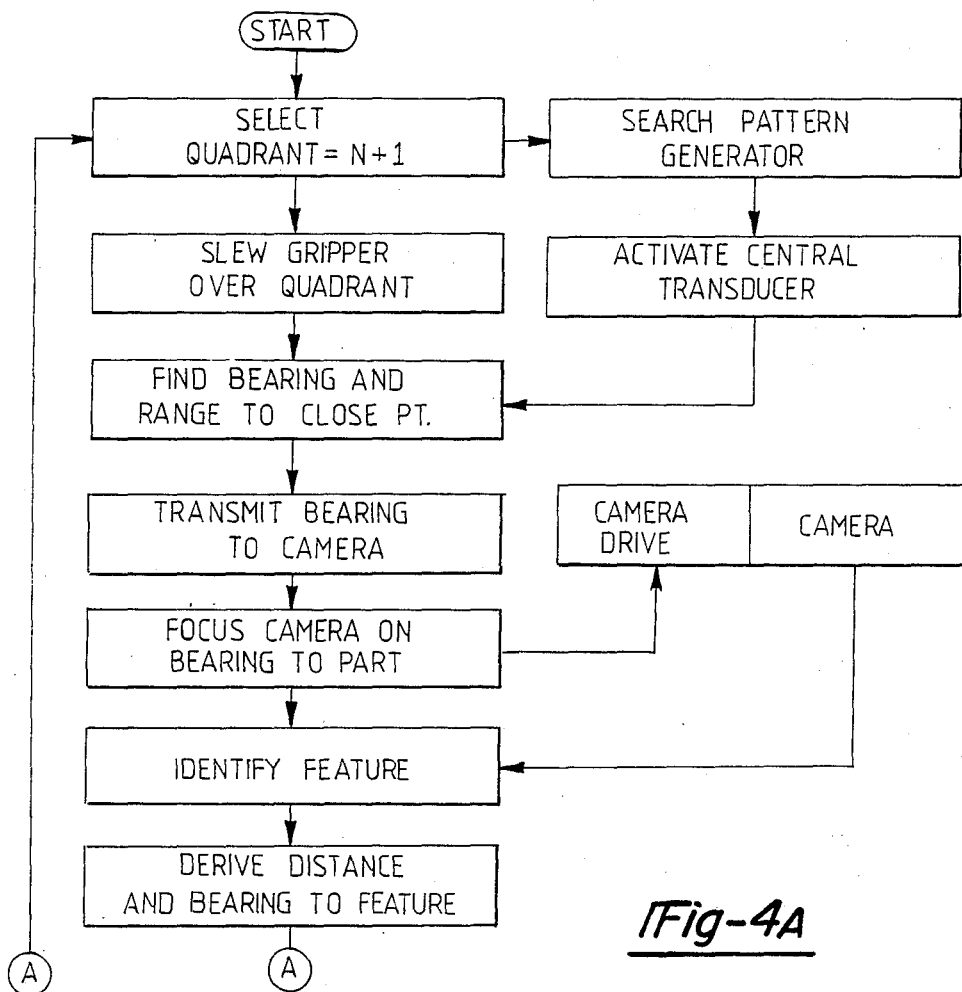 START
SELECT
QUADRANT = N+1
SEARCH PATTERN
GENERATOR
SLEW GRIPPER
OVER QUADRANT
ACTIVATE CENTRAL
TRANSDUCER
FIND BEARING AND
RANGE TO CLOSE PT.
TRANSMIT BEARING
TO CAMERA
CAMERA
DRIVE
CAMERA
FOCUS CAMERA ON
BEARING TO PART
IDENTIFY FEATURE
DERIVE DISTANCE
AND BEARING TO FEATURE
Fig-4A
A
A